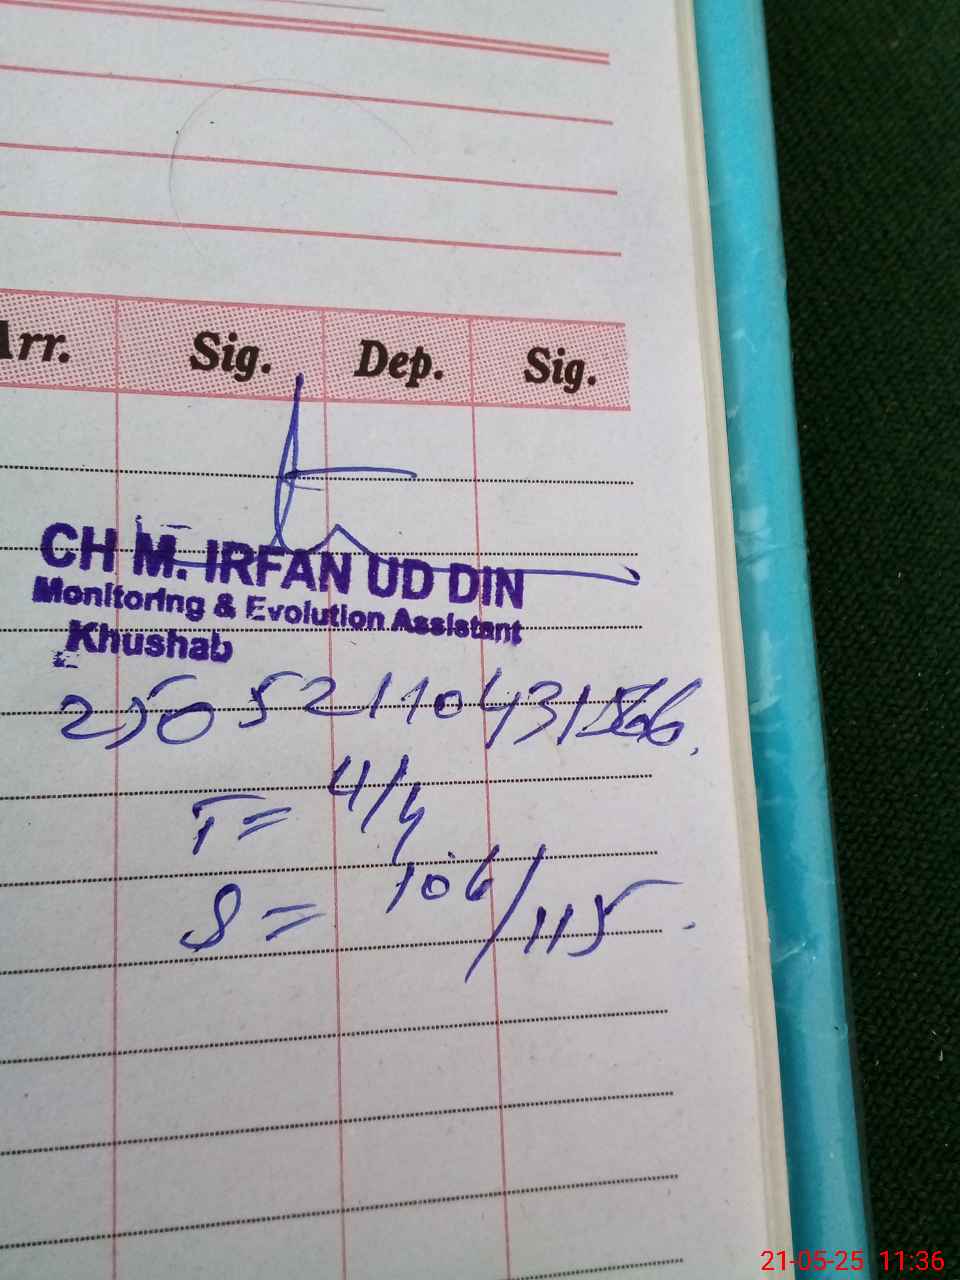 Arr. Sig. Dep. Sig.
CH M. IRFAN UD DIN
Monitoring & Evolution Assistant
Khushab
T = 4/4
S = 106/115
21-05-25 11:36